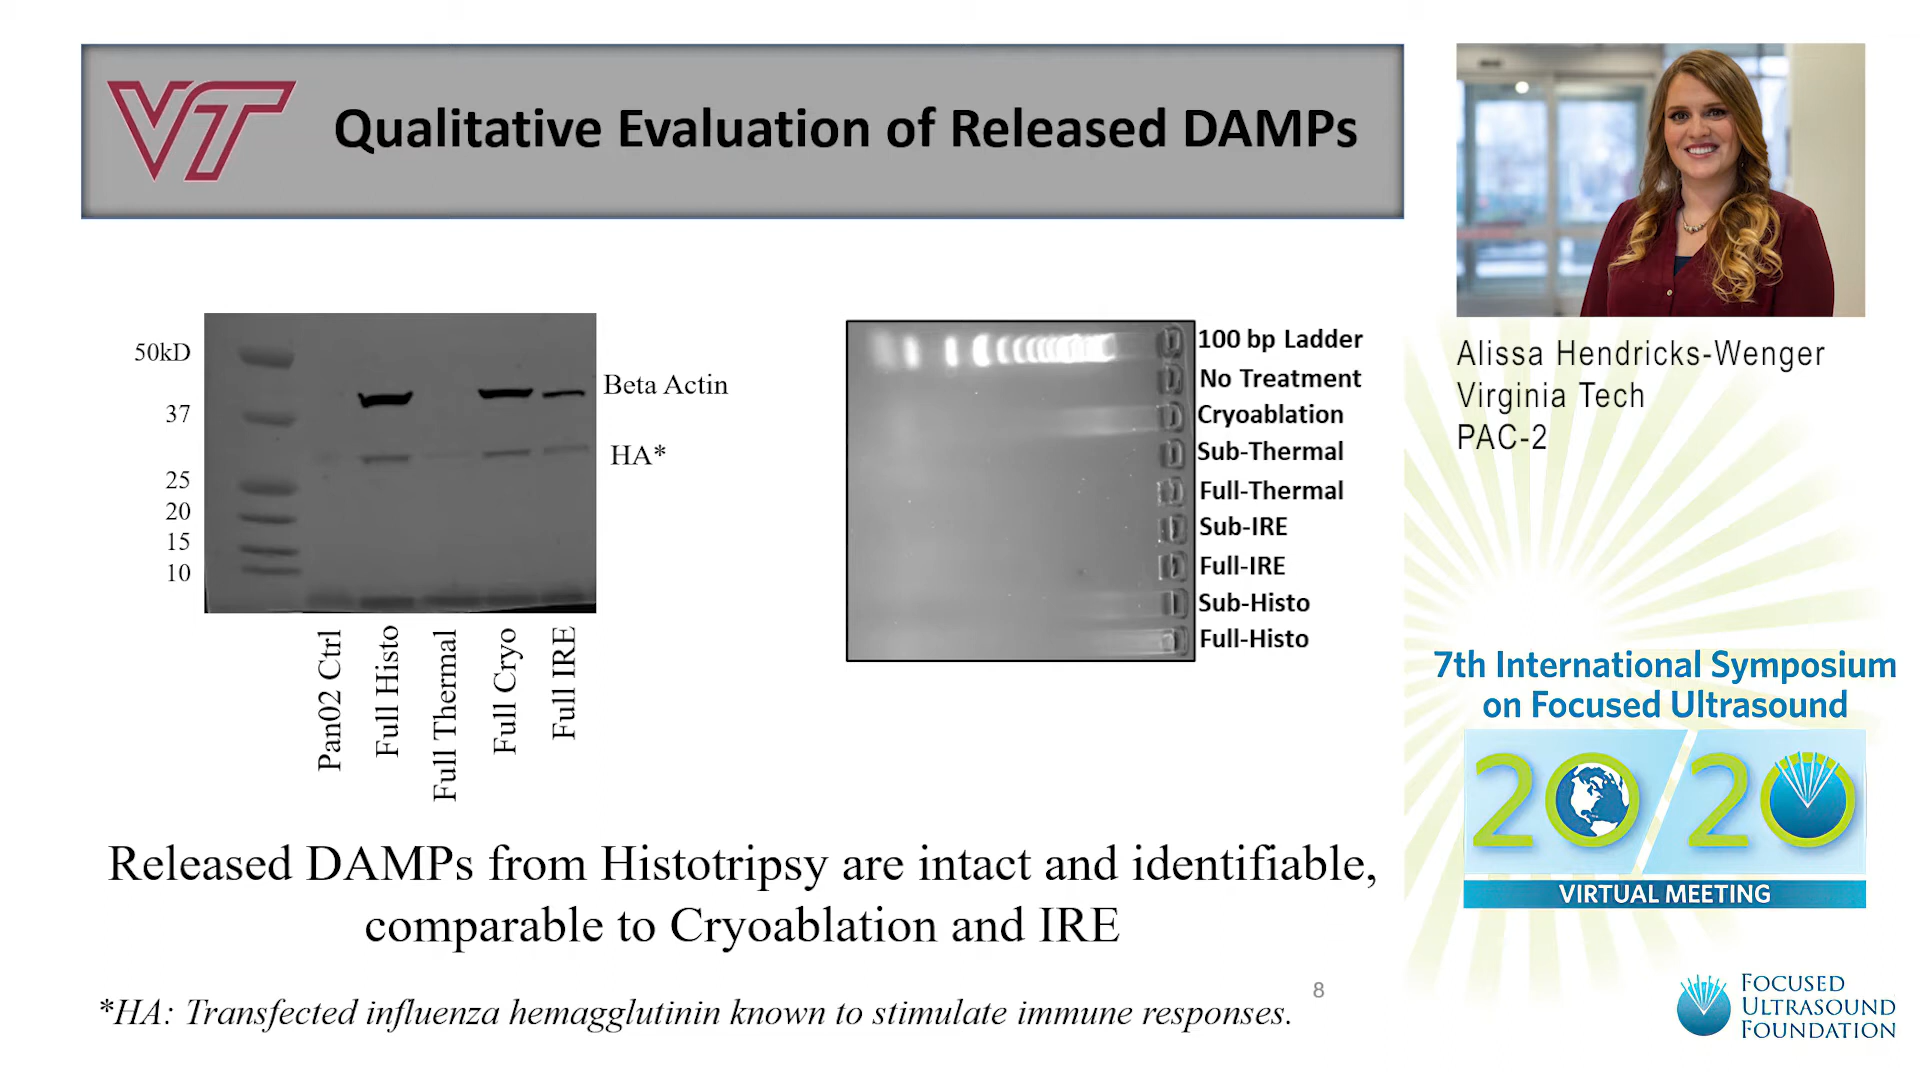 VT
Qualitative Evaluation of Released DAMPs
50kD
37
25
20
15
10
Beta Actin
HA*
Pan02 Ctrl
Full Histo
Full Thermal
Full Cryo
Full IRE
100 bp Ladder
No Treatment
Cryoablation
Sub-Thermal
Full-Thermal
Sub-IRE
Full-IRE
Sub-Histo
Full-Histo
Released DAMPs from Histotripsy are intact and identifiable,
comparable to Cryoablation and IRE
*HA: Transfected influenza hemagglutinin known to stimulate immune responses.
8
Alissa Hendricks-Wenger
Virginia Tech
PAC-2
7th International Symposium
on Focused Ultrasound
20/20
VIRTUAL MEETING
FOCUSED
ULTRASOUND
FOUNDATION